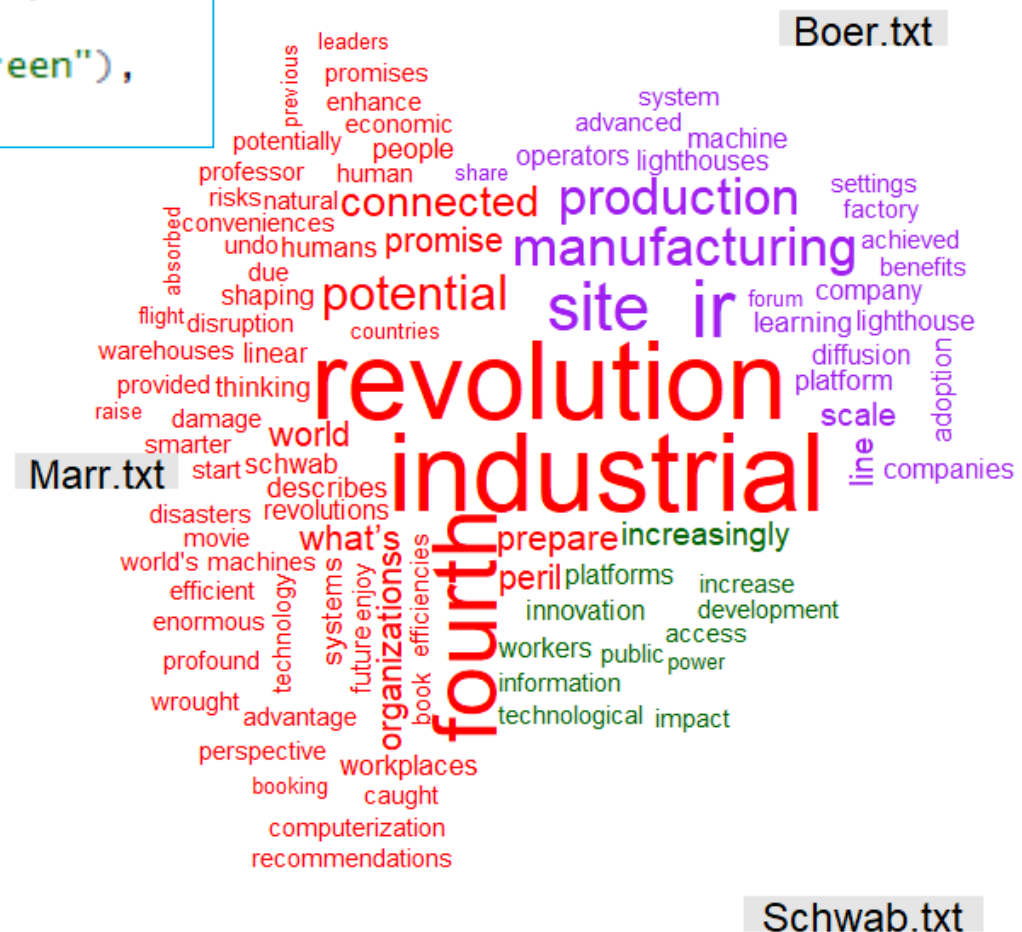 een"),
Boer.txt
leaders
previous
promises
system
enhance
advanced
economic
machine
potentially
people
operators lighthouses
professor
human
share
settings
production
risks natural connected
factory
absorbed
conveniences
undo humans promise manufacturing achieved
due
benefits
shaping potential
site ir forum company
flight disruption
learning lighthouse
countries
warehouses linear
revolution
diffusion
adoption
provided thinking
platform
raise
damage
scale
smarter
world
industrial
line companies
Marr.txt
start schwab
describes
disasters revolutions
movie
what's
fourth
prepare increasingly
world's machines
organizations
efficiencies
systems
peril platforms
increase
efficient
technology
future enjoy
innovation
development
enormous
access
workers public power
profound
book
information
wrought
advantage
technological impact
perspective
workplaces
booking
caught
computerization
recommendations
Schwab.txt